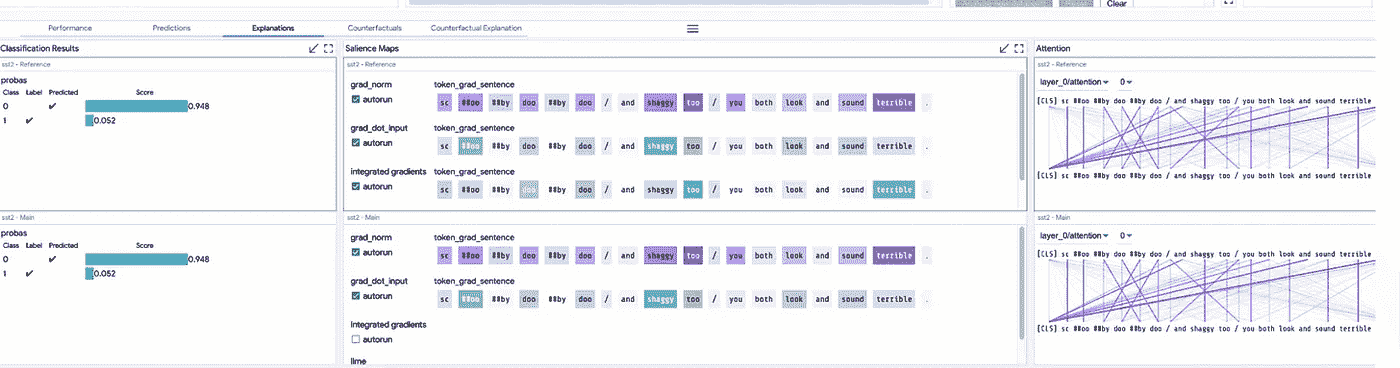 Clear
Performance Predictions Explanations Counterfactuals Counterfactual Explanation
Classification Results
sst2 - Reference
probas
Class Label Predicted Score
0 ✔ 0.948
1 ✔ 0.052
sst2 - Main
probas
Class Label Predicted Score
0 ✔ 0.948
1 ✔ 0.052
Salience Maps
sst2 - Reference
grad_norm token_grad_sentence
autorun sc ##oo ##by doo ##by doo / and shaggy too / you both look and sound terrible .
grad_dot_input token_grad_sentence
autorun sc ##oo ##by doo ##by doo / and shaggy too / you both look and sound terrible .
integrated gradients token_grad_sentence
autorun sc ##oo ##by doo ##by doo / and shaggy too / you both look and sound terrible .
sst2 - Main
grad_norm token_grad_sentence
autorun sc ##oo ##by doo ##by doo / and shaggy too / you both look and sound terrible .
grad_dot_input token_grad_sentence
autorun sc ##oo ##by doo ##by doo / and shaggy too / you both look and sound terrible .
integrated gradients
autorun
lime
Attention
sst2 - Reference
layer_0/attention 0
[CLS] sc ##oo ##by doo ##by doo / and shaggy too / you both look and sound terrible
[CLS] sc ##oo ##by doo ##by doo / and shaggy too / you both look and sound terrible
sst2 - Main
layer_0/attention 0
[CLS] sc ##oo ##by doo ##by doo / and shaggy too / you both look and sound terrible
[CLS] sc ##oo ##by doo ##by doo / and shaggy too / you both look and sound terrible